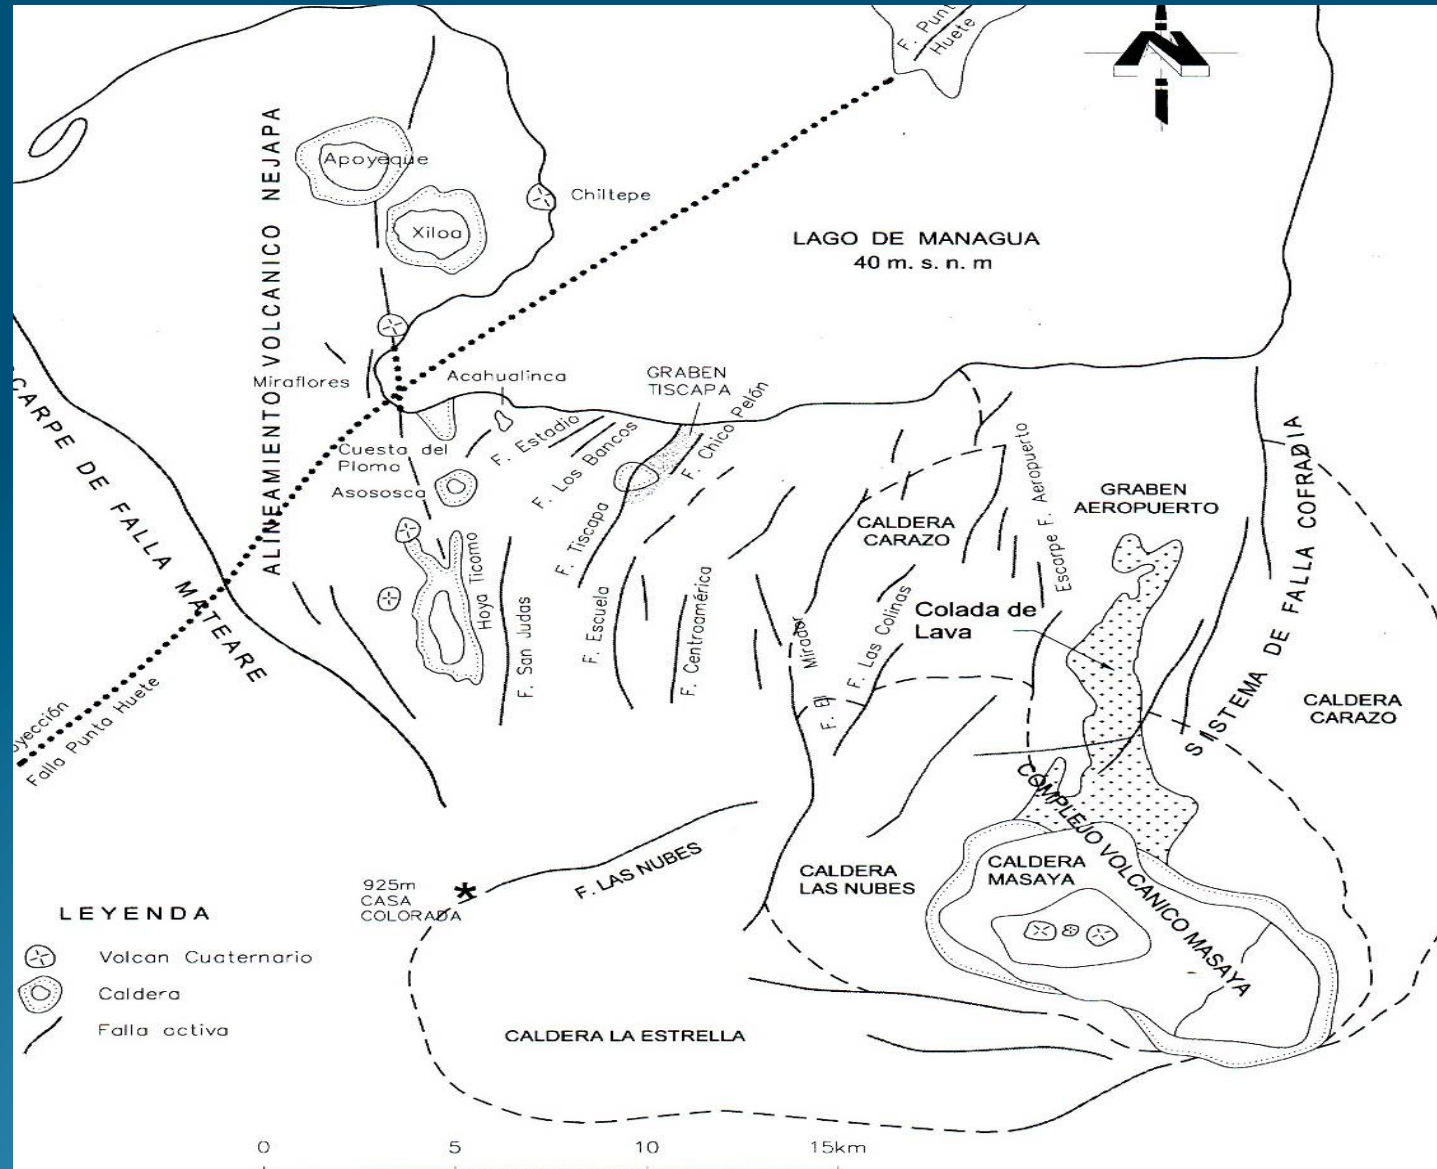 F. Punt
Huete
N
ALINEAMIENTO VOLCANICO NEJAPA
Apoyeque
Chiltepe
Xiloa
LAGO DE MANAGUA
40 m. s. n. m
CARPE DE FALLA MATEARE
Miraflores
Acahualinca
GRABEN
TISCAPA
F. Estadio
F. Los Bancos
F. Chico Pelón
Cuesta del
Plomo
Asososca
F. Tiscapa
Hoya Ticomo
F. San Judas
F. Escuela
F. Centroamérica
F. El Mirador
F. Las Colinas
CALDERA
CARAZO
Escarpe F. Aeropuerto
GRABEN
AEROPUERTO
SISTEMA DE FALLA COFRADIA
Colada de
Lava
CALDERA
CARAZO
oyección
Falla Punta Huete
COMPLEJO VOLCANICO MASAYA
F. LAS NUBES
CALDERA
LAS NUBES
CALDERA
MASAYA
925m
CASA
COLORADA
CALDERA LA ESTRELLA
LEYENDA
Volcan Cuaternario
Caldera
Falla activa
0 5 10 15km